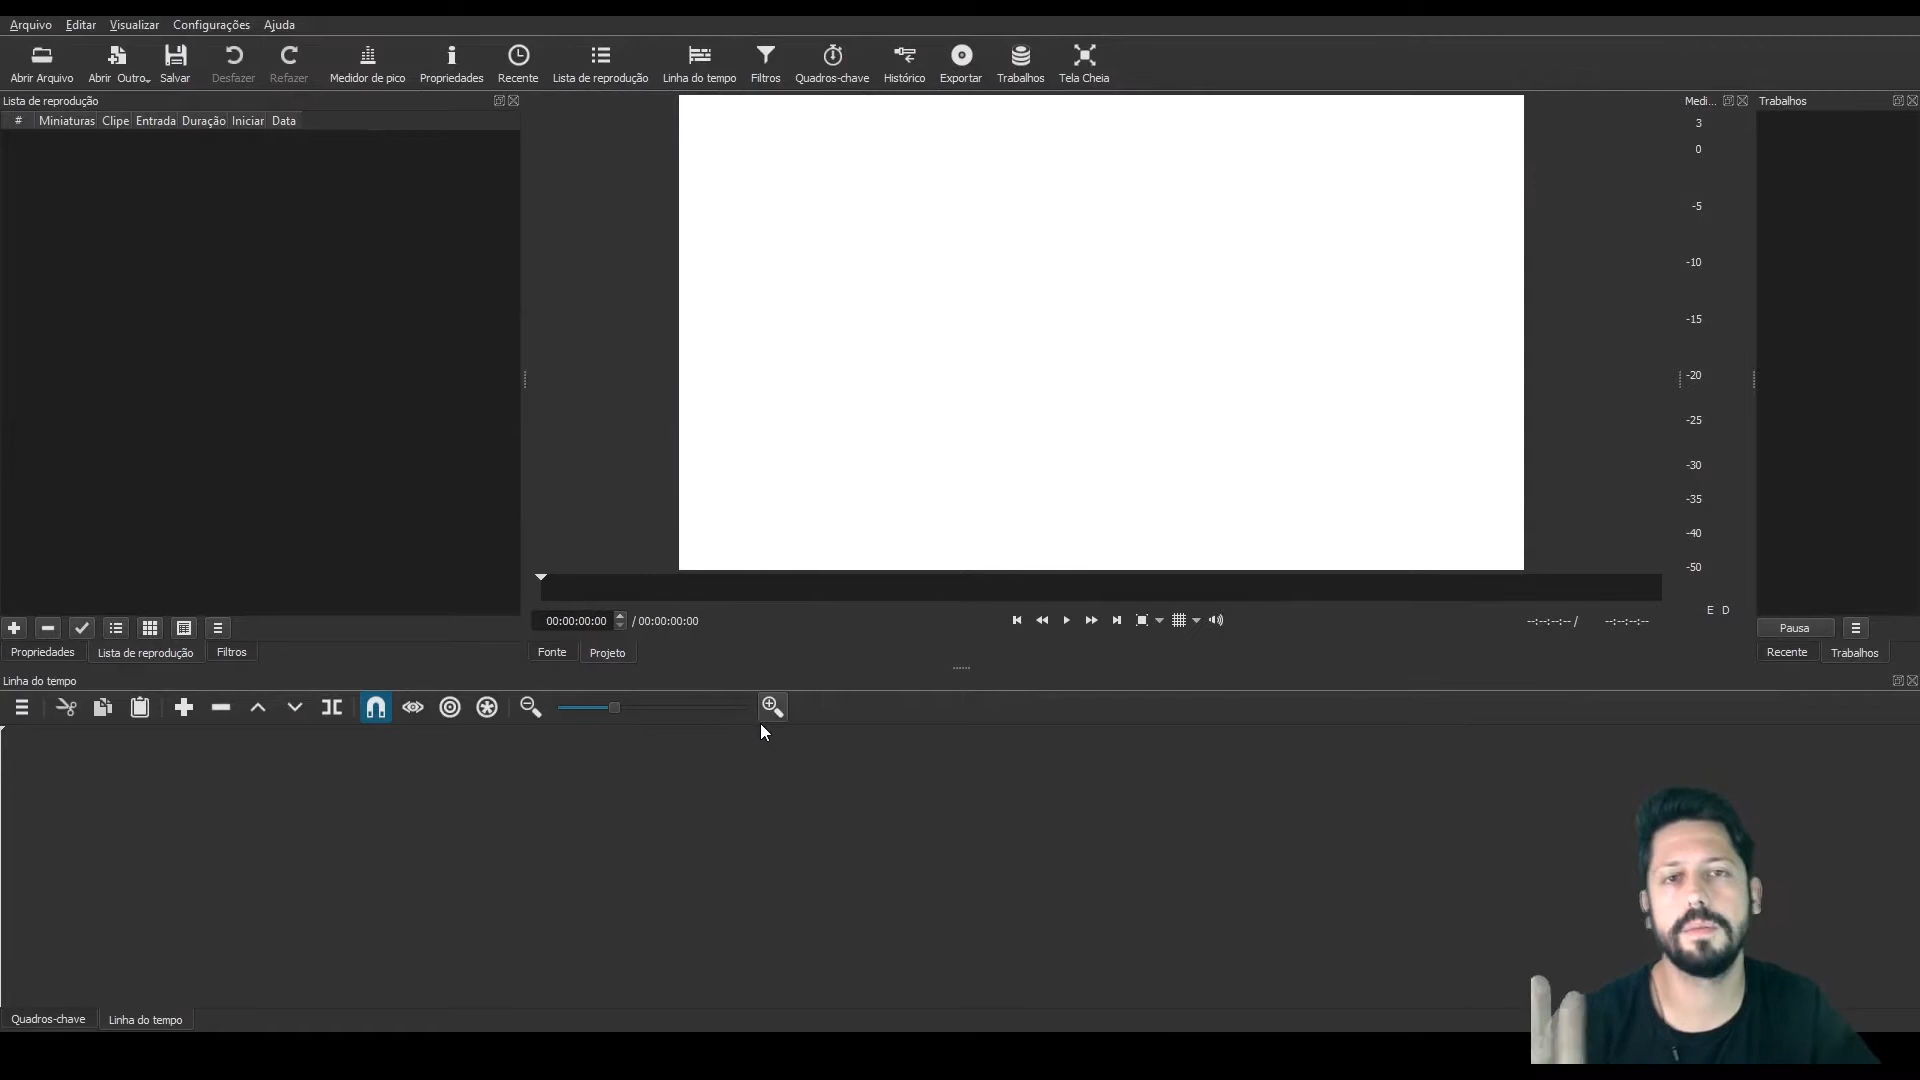 Arquivo Editar Visualizar Configurações Ajuda
Abrir Arquivo Abrir Outro Salvar Desfazer Refazer Medidor de pico Propriedades Recente Lista de reprodução Linha do tempo Filtros Quadros-chave Histórico Exportar Trabalhos Tela Cheia
Lista de reprodução
# Miniaturas Clipe Entrada Duração Iniciar Data
Medi... Trabalhos
3
0
-5
-10
-15
-20
-25
-30
-35
-40
-50
E D
00:00:00:00 / 00:00:00:00
--:--:--:-- / --:--:--:--
Pausa
Propriedades Lista de reprodução Filtros
Fonte Projeto
Recente Trabalhos
Linha do tempo
Quadros-chave Linha do tempo